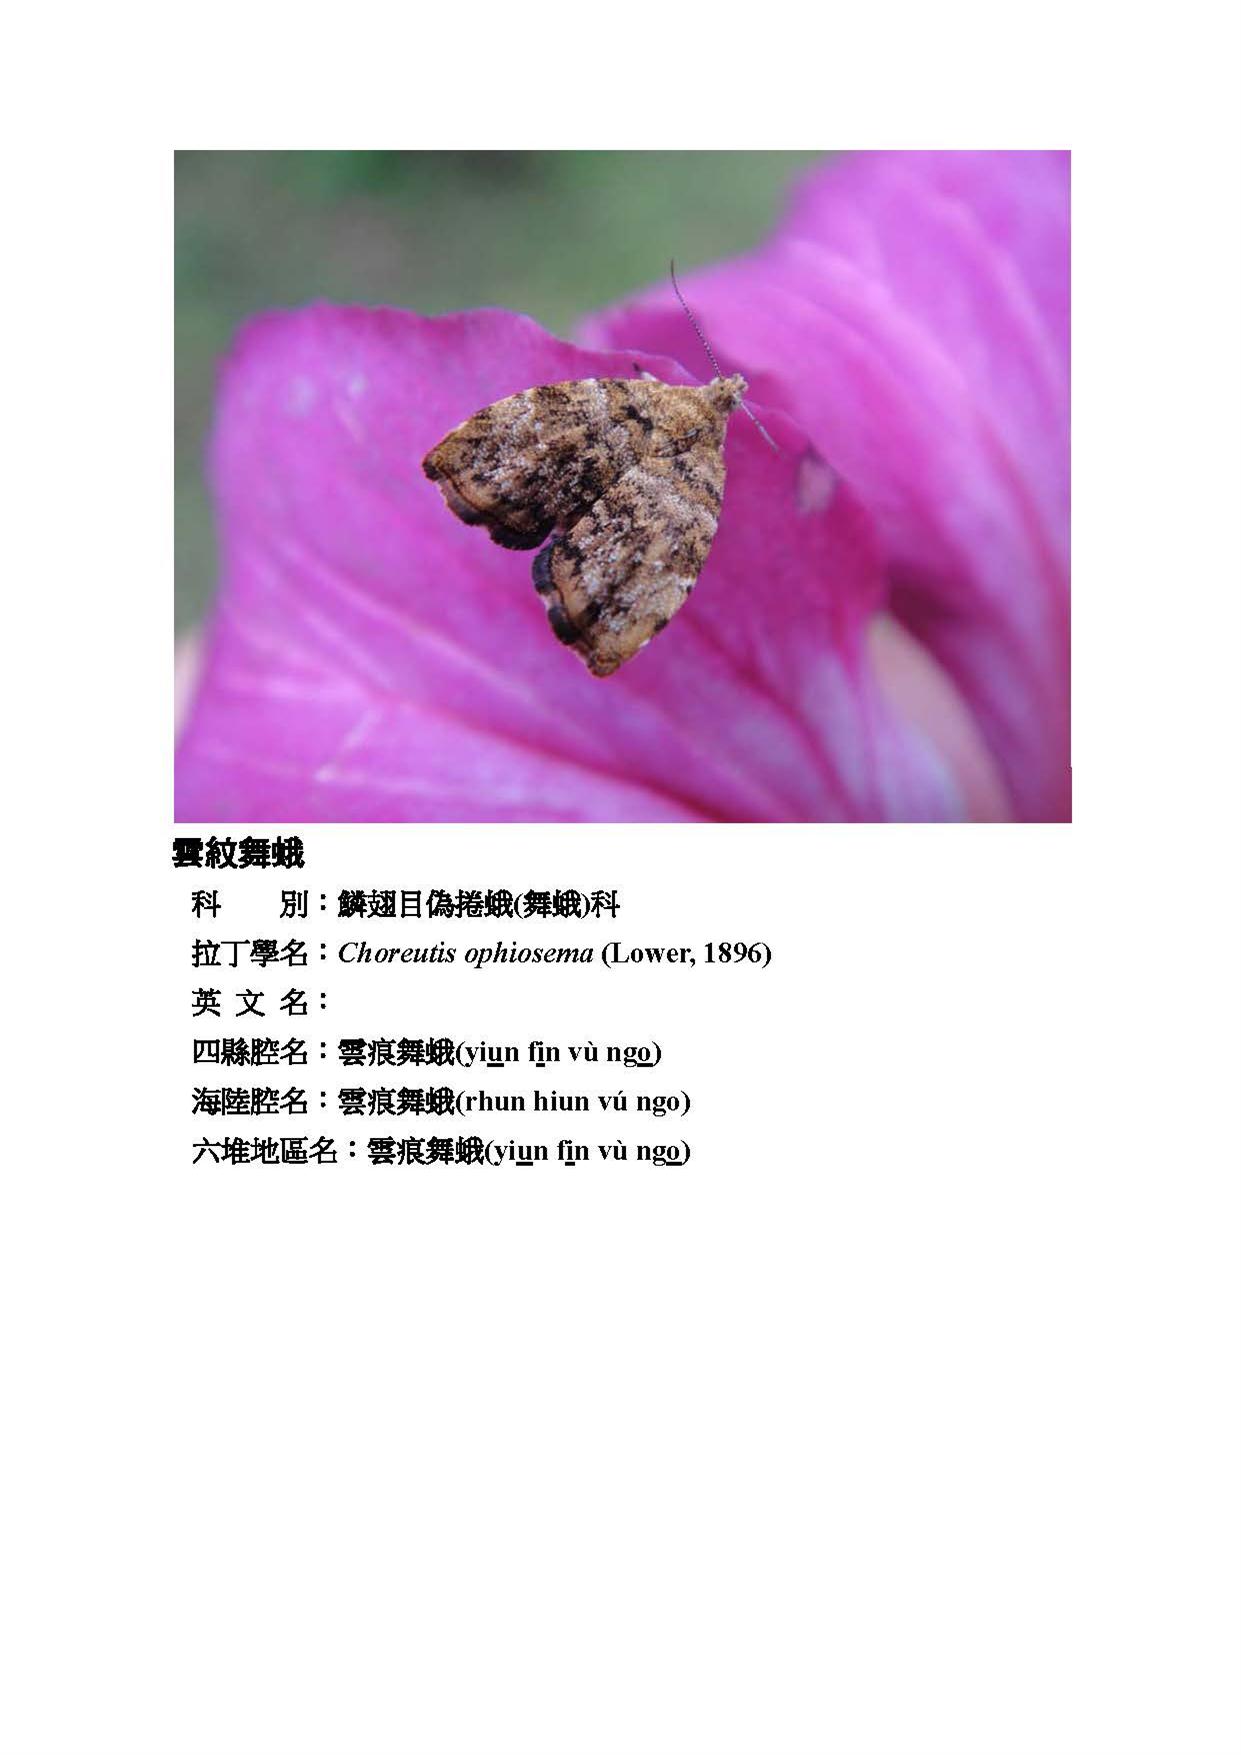 雲紋舞蛾
科　　別：鱗翅目偽捲蛾(舞蛾)科
拉丁學名：Choreutis ophiosema (Lower, 1896)
英 文 名：
四縣腔名：雲痕舞蛾(yiun fin vù ngo)
海陸腔名：雲痕舞蛾(rhun hiun vú ngo)
六堆地區名：雲痕舞蛾(yiun fin vù ngo)